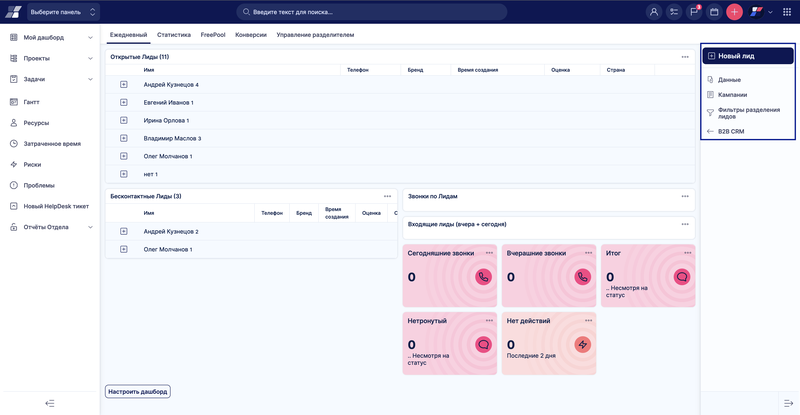 Выберите панель
Введите текст для поиска...
3
Мой дашборд
Проекты
Задачи
Гантт
Ресурсы
Затраченное время
Риски
Проблемы
Новый HelpDesk тикет
Отчёты Отдела
Ежедневный Статистика FreePool Конверсии Управление разделителем
Открытые Лиды (11)
Имя Телефон Бренд Время создания Оценка Страна
Андрей Кузнецов 4
Евгений Иванов 1
Ирина Орлова 1
Владимир Маслов 3
Олег Молчанов 1
нет 1
Бесконтактные Лиды (3)
Имя Телефон Бренд Время создания Оценка С
Андрей Кузнецов 2
Олег Молчанов 1
Звонки по Лидам
Входящие лиды (вчера + сегодня)
Сегодняшние звонки
0
Вчерашние звонки
0
Итог
0
.. Несмотря на
статус
Нетронутый
0
.. Несмотря на
статус
Нет действий
0
Последние 2 дня
Настроить дашборд
Новый лид
Данные
Кампании
Фильтры разделения
лидов
B2B CRM